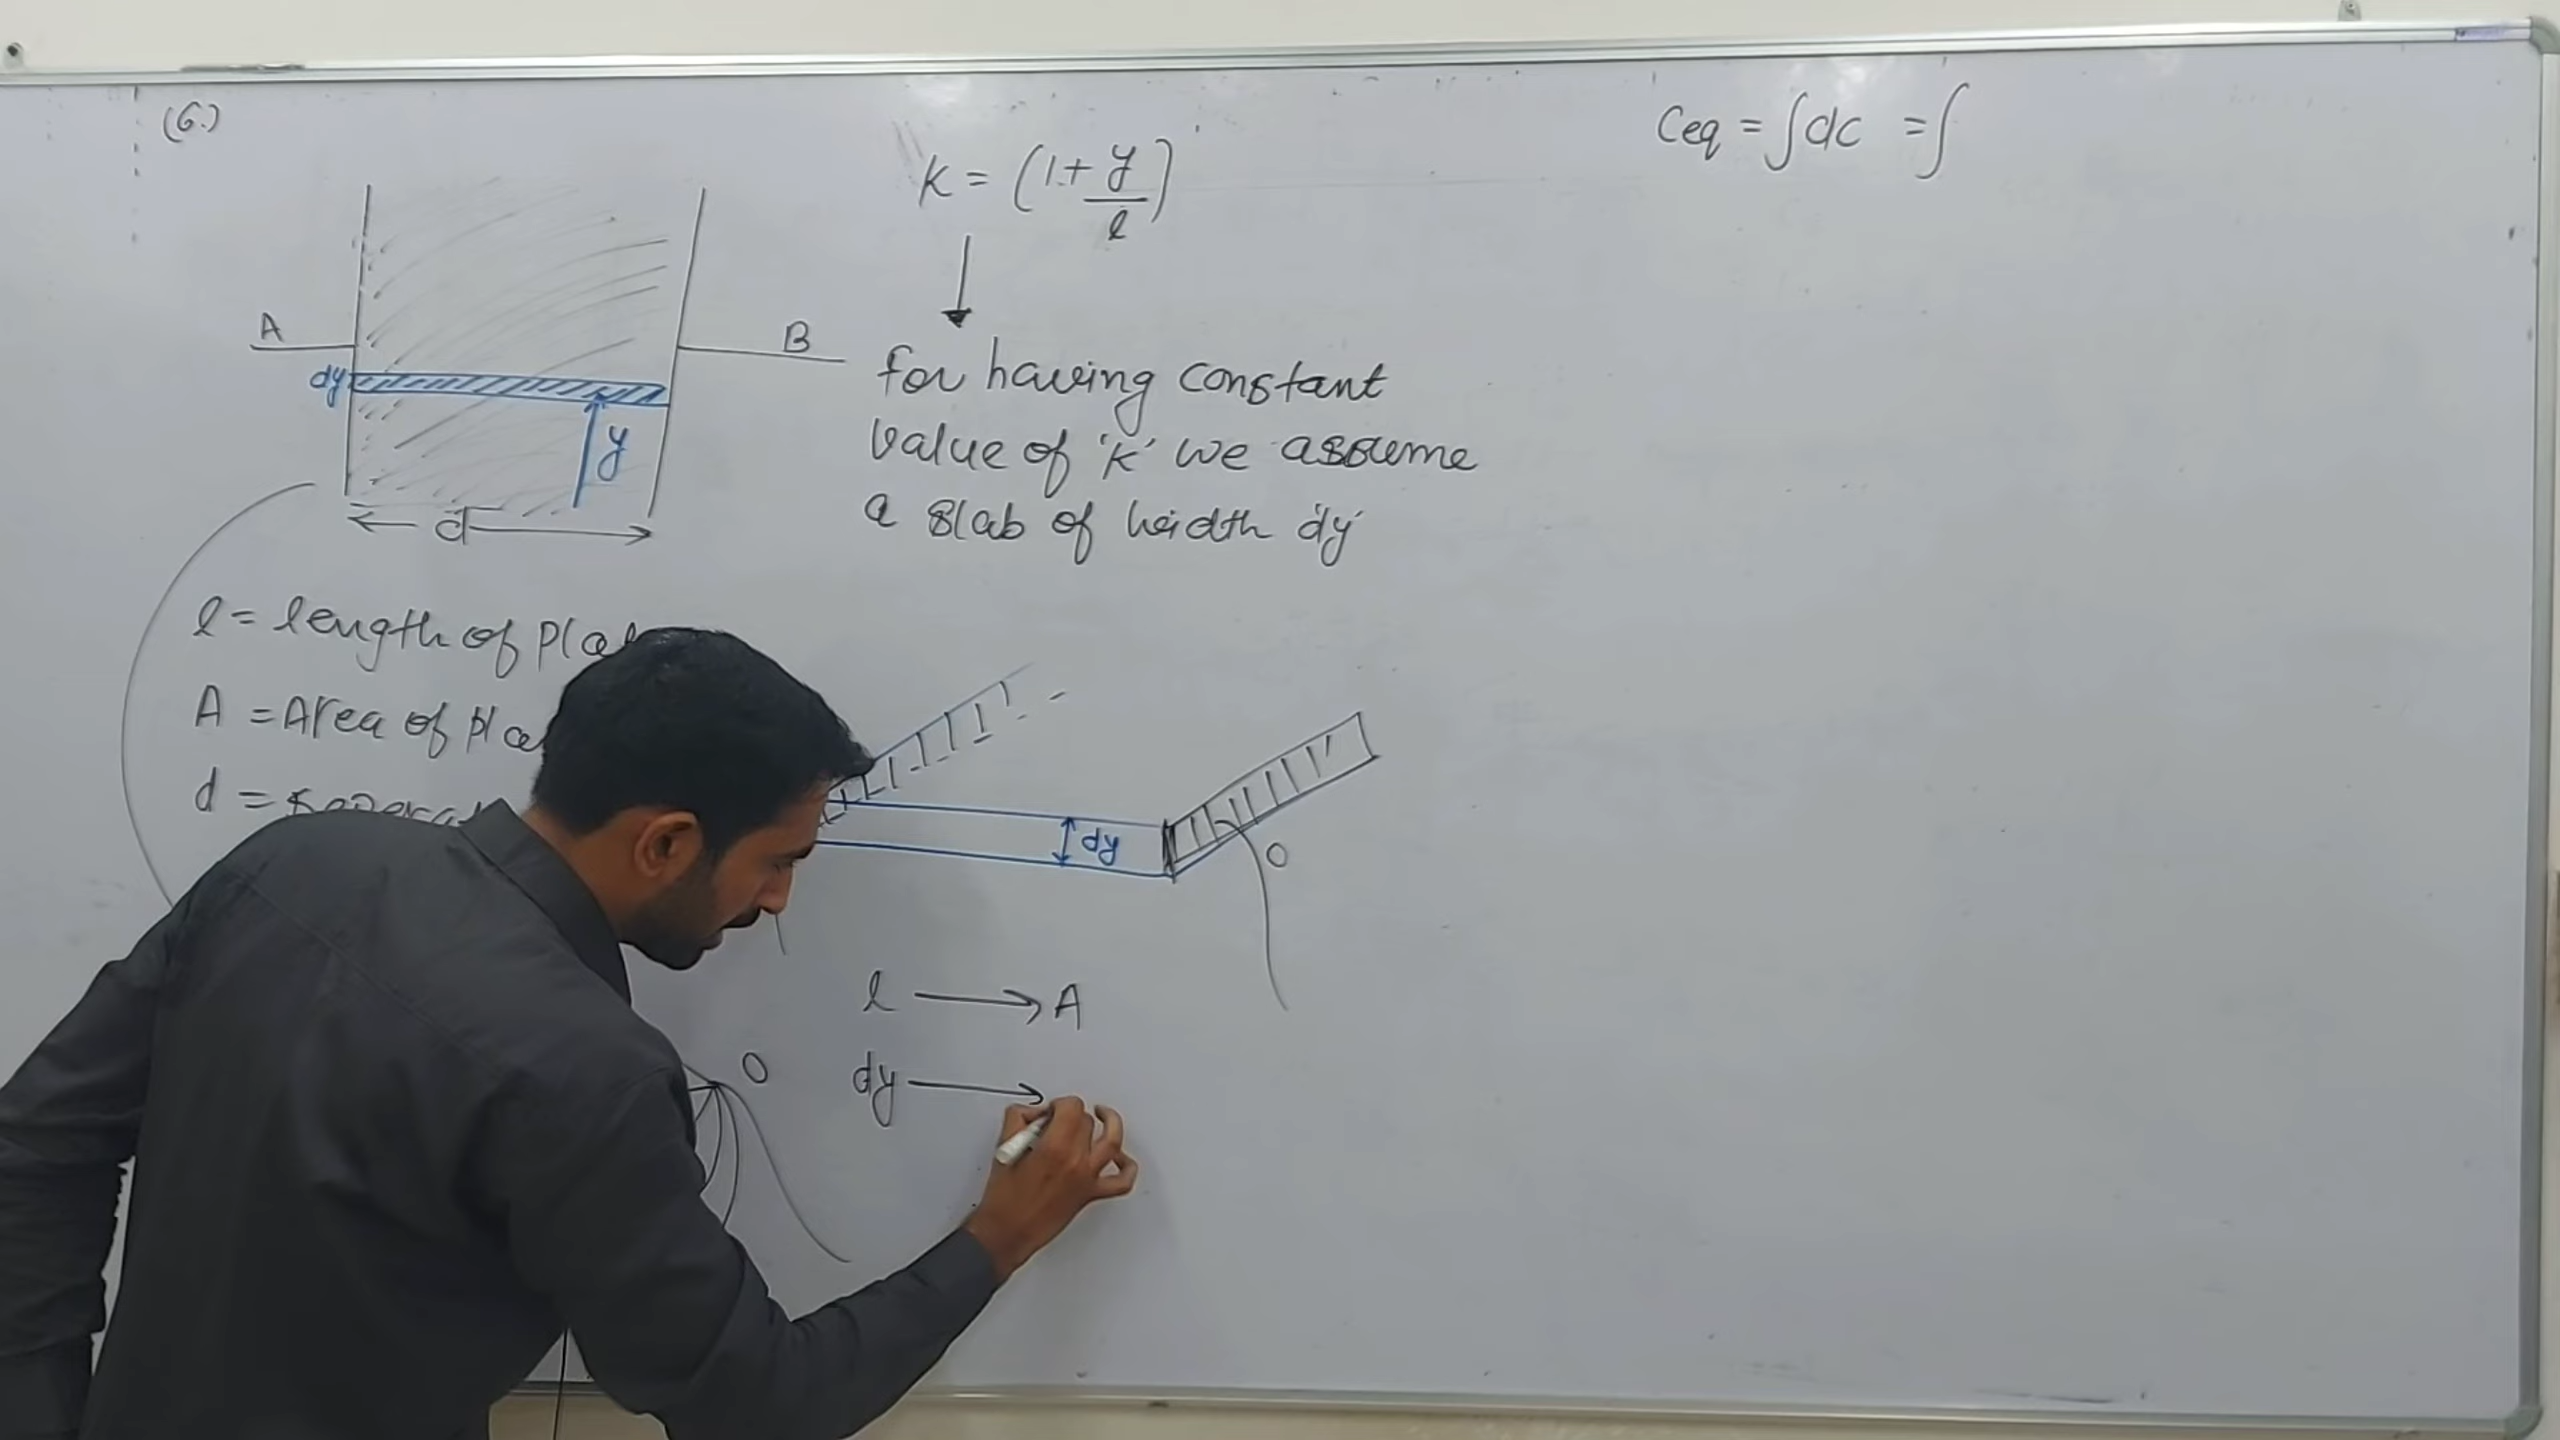 (6.)
K = (1 + y/l)
Ceq = ∫dc = ∫
A
B
dy
y
d
for having constant
value of 'K' we assume
a slab of width 'dy'
l = length of
A = Area of
d =
dy
O
l → A
O
dy →